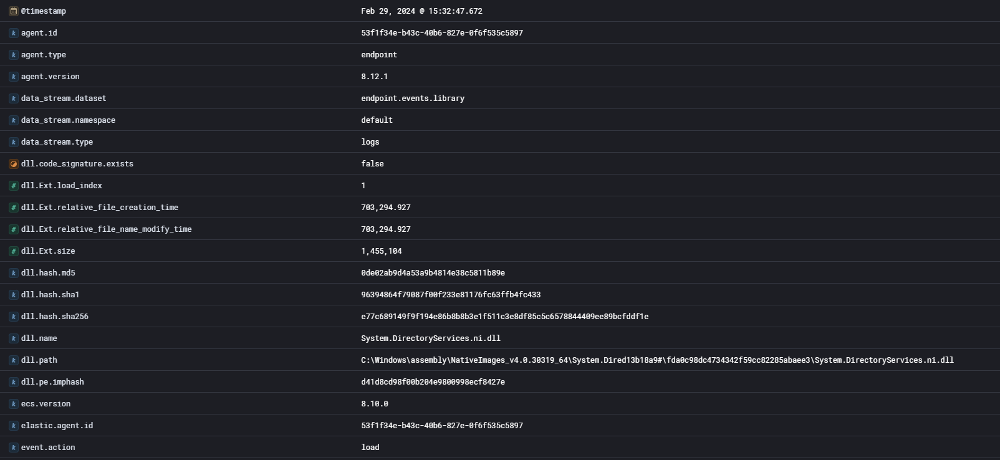 @timestamp Feb 29, 2024 @ 15:32:47.672
k agent.id 53f1f34e-b43c-40b6-827e-0f6f535c5897
k agent.type endpoint
k agent.version 8.12.1
k data_stream.dataset endpoint.events.library
k data_stream.namespace default
k data_stream.type logs
dll.code_signature.exists false
# dll.Ext.load_index 1
# dll.Ext.relative_file_creation_time 703,294.927
# dll.Ext.relative_file_name_modify_time 703,294.927
# dll.Ext.size 1,455,104
k dll.hash.md5 0de02ab9d4a53a9b4814e38c5811b89e
k dll.hash.sha1 96394864f79087f00f233e81176fc63ffb4fc433
k dll.hash.sha256 e77c689149f9f194e86b8b8b3e1f511c3e8df85c5c6578844409ee89bcfddf1e
k dll.name System.DirectoryServices.ni.dll
k dll.path C:\Windows\assembly\NativeImages_v4.0.30319_64\System.Dired13b18a9#\fda0c98dc4734342f59cc82285abaee3\System.DirectoryServices.ni.dll
k dll.pe.imphash d41d8cd98f00b204e9800998ecf8427e
k ecs.version 8.10.0
k elastic.agent.id 53f1f34e-b43c-40b6-827e-0f6f535c5897
k event.action load